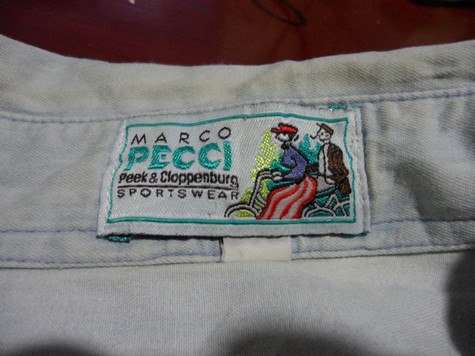 MARCO
PECCI
Peek & Cloppenburg
SPORTSWEAR